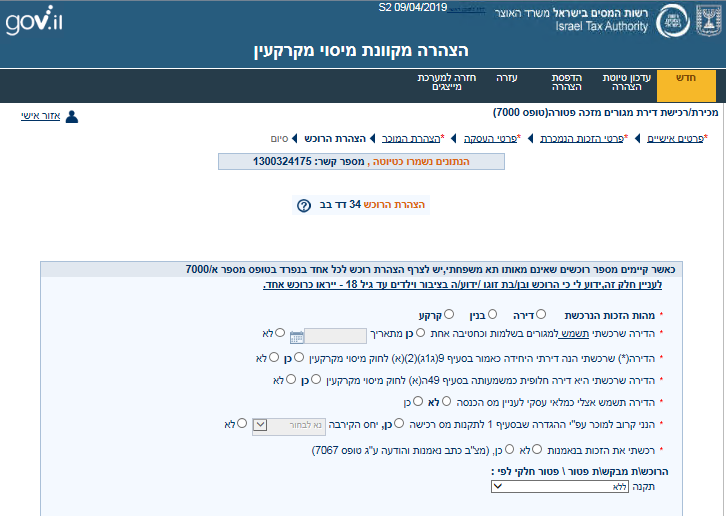 gov.il
S2 09/04/2019
רשות המסים בישראל משרד האוצר
Israel Tax Authority
הצהרה מקוונת מיסוי מקרקעין
חדש
עדכון טיוטת הצהרה
הדפסת הצהרה
עזרה
חזרה למערכת מייצגים
מכירת/רכישת דירת מגורים מזכה פטורה(טופס 7000)
אזור אישי
*פרטים אישיים *פרטי הזכות הנמכרת *פרטי העסקה *הצהרת המוכר הצהרת הרוכש סיום
הנתונים נשמרו כטיוטה , מספר קשר: 1300324175
הצהרת הרוכש 34 דד בב
כאשר קיימים מספר רוכשים שאינם מאותו תא משפחתי,יש לצרף הצהרת רוכש לכל אחד בנפרד בטופס מספר א/7000
לעניין חלק זה,ידוע לי כי הרוכש ובן/בת זוגו /ידוע/ה בציבור וילדים עד גיל 18 - ייראו כרוכש אחד.
* מהות הזכות הנרכשת דירה בנין קרקע
* הדירה שרכשתי תשמש למגורים בשלמות וכחטיבה אחת כן מתאריך לא
* הדירה(*) שרכשתי הנה דירתי היחידה כאמור בסעיף 9(ג1ג)(2)(א) לחוק מיסוי מקרקעין כן לא
* הדירה שרכשתי היא דירה חלופית כמשמעותה בסעיף 49ה(א) לחוק מיסוי מקרקעין כן לא
* הדירה תשמש אצלי כמלאי עסקי לעניין מס הכנסה לא כן
* הנני קרוב למוכר עפ"י ההגדרה שבסעיף 1 לתקנות מס רכישה כן, יחס הקירבה נא לבחור לא
* רכשתי את הזכות בנאמנות לא כן, (מצ"ב כתב נאמנות והודעה ע"ג טופס 7067)
הרוכש\ת מבקש\ת פטור \ פטור חלקי לפי :
תקנה ללא